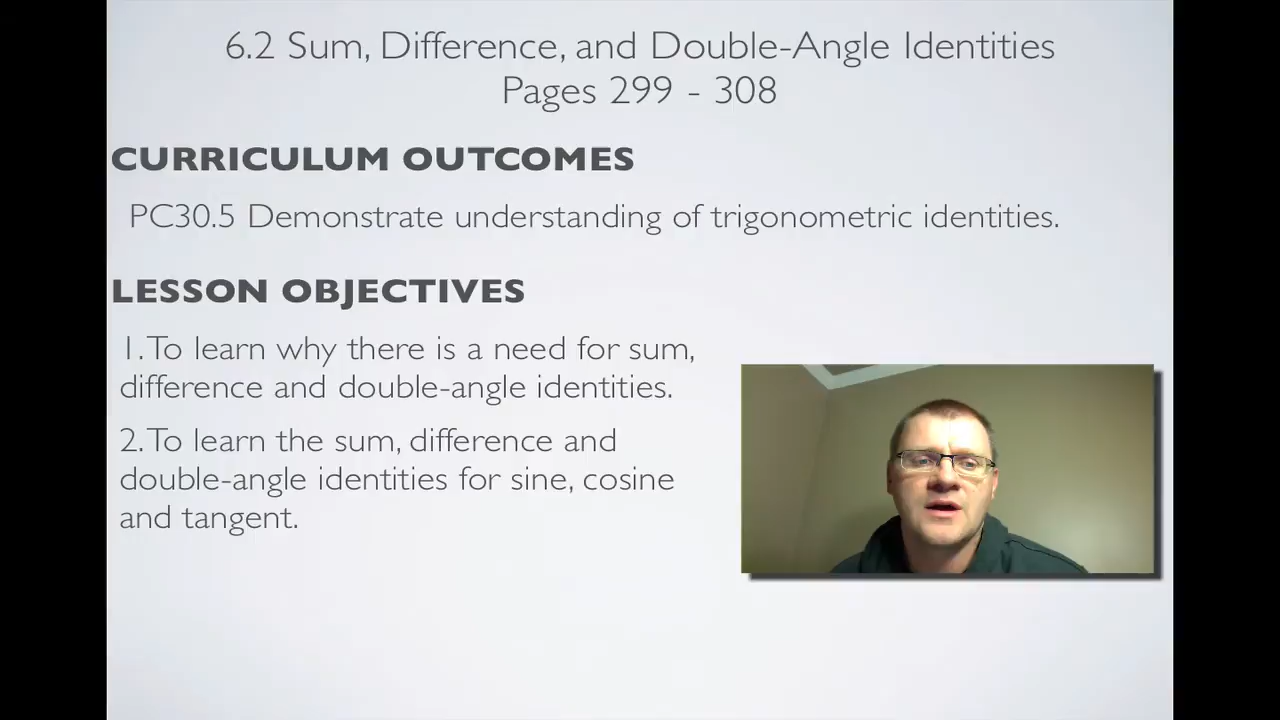 6.2 Sum, Difference, and Double-Angle Identities
Pages 299 - 308
CURRICULUM OUTCOMES
PC30.5 Demonstrate understanding of trigonometric identities.
LESSON OBJECTIVES
1. To learn why there is a need for sum,
difference and double-angle identities.
2. To learn the sum, difference and
double-angle identities for sine, cosine
and tangent.